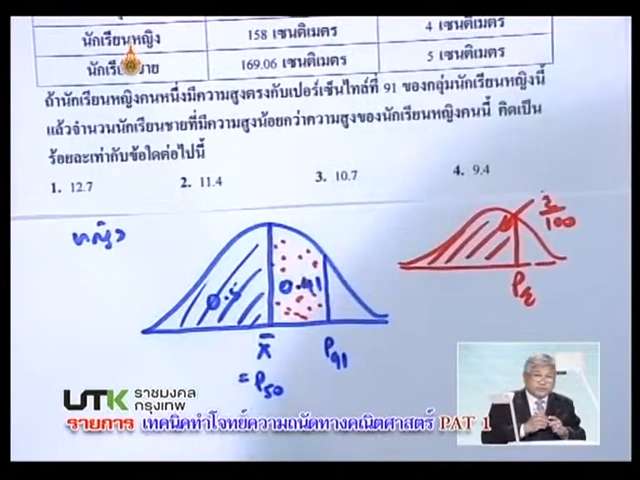 นักเรียนหญิง 158 เซนติเมตร 4 เซนติเมตร
169.06 เซนติเมตร 5 เซนติเมตร
ถ้านักเรียนหญิงคนหนึ่งมีความสูงตรงกับเปอร์เซ็นไทล์ที่ 91 ของกลุ่มนักเรียนหญิงนี้
แล้วจำนวนนักเรียนชายที่มีความสูงน้อยกว่าความสูงของนักเรียนหญิงคนนี้ คิดเป็น
ร้อยละเท่ากับข้อใดต่อไปนี้
1. 12.7 2. 11.4 3. 10.7 4. 9.4
หญิง
0.5 0.41
x̄ P91
= P50
100
UTK ราชมงคล
กรุงเทพ
รายการ เทคนิคทำโจทย์ความถนัดทางคณิตศาสตร์ PAT 1